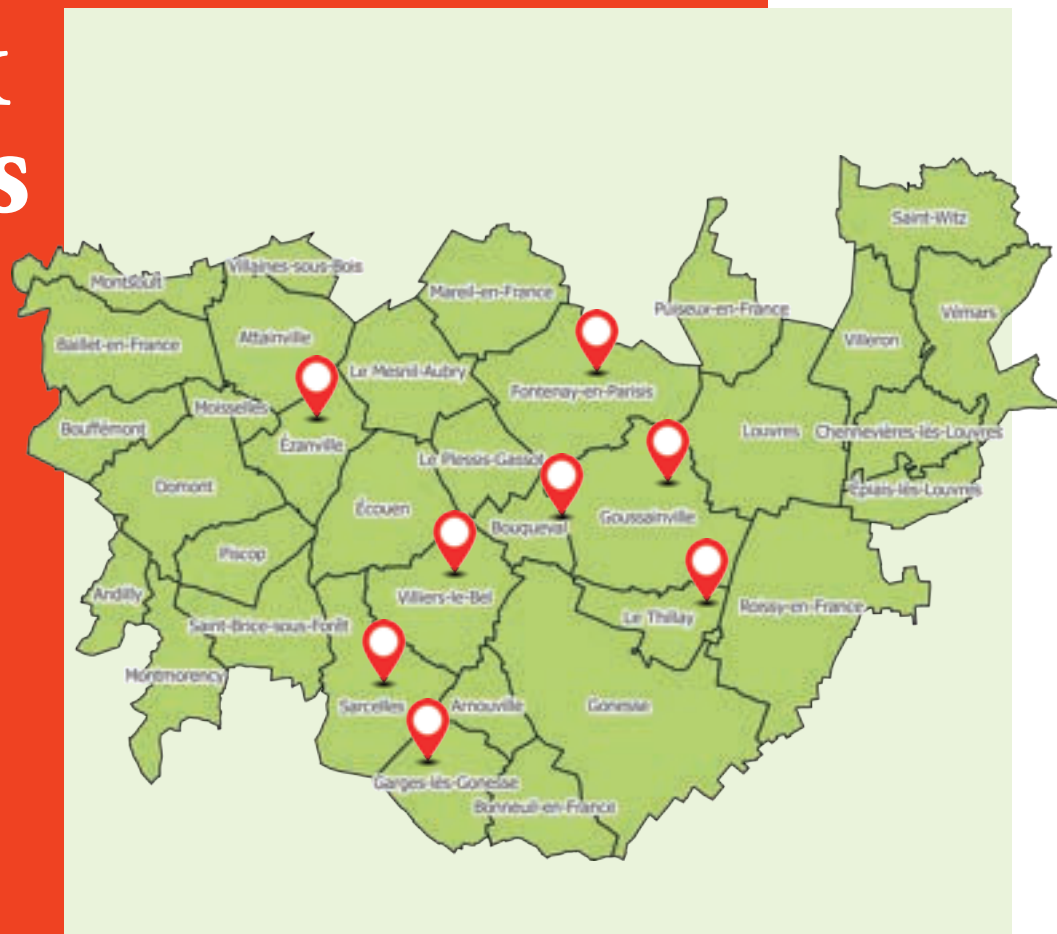 s
Saint-Witz
Montsoult
Villaines-sous-Bois
Mareil-en-France
Puiseux-en-France
Vémars
Attainville
Baillet-en-France
Villeron
Le Mesnil-Aubry
Fontenay-en-Parisis
Moisselles
Bouffémont
Ézanville
Louvres
Chennevières-lès-Louvres
Le Plessis-Gassot
Domont
Épiais-lès-Louvres
Écouen
Goussainville
Bouqueval
Piscop
Andilly
Villiers-le-Bel
Roissy-en-France
Le Thillay
Saint-Brice-sous-Forêt
Montmorency
Sarcelles
Arnouville
Gonesse
Garges-lès-Gonesse
Bonneuil-en-France